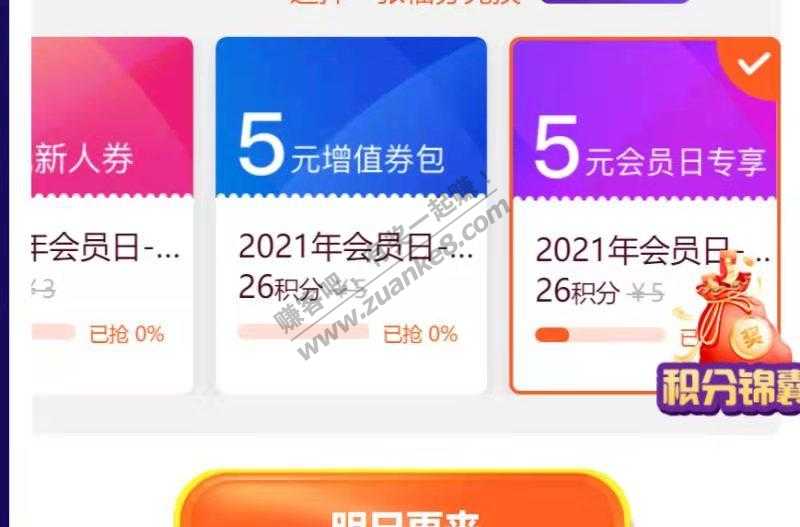 新人券
年会员日-...
¥3
已抢 0%
5元增值券包
2021年会员日-...
26积分 ¥5
已抢 0%
5元会员日专享
2021年会员日-...
26积分 ¥5
奖
积分锦囊
明日再来
赚客吧，有奖一起赚！
www.zuanke8.com